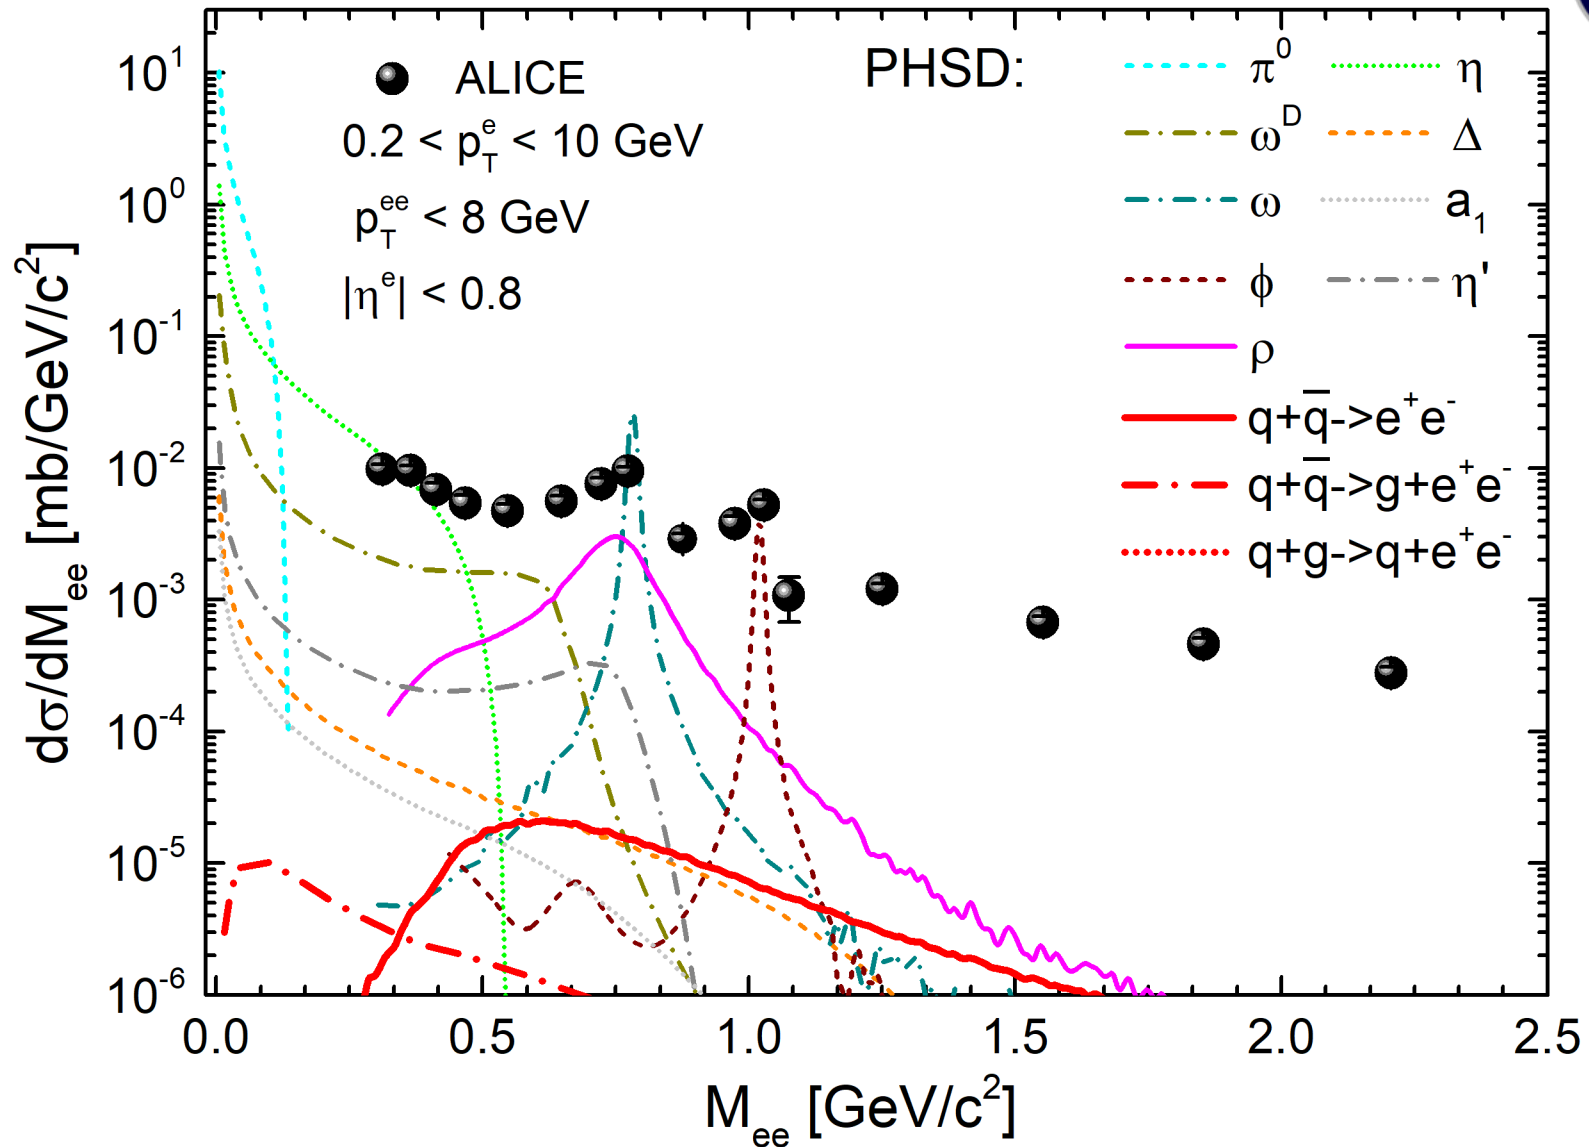 ALICE
0.2 < p_T^e < 10 GeV
p_T^ee < 8 GeV
|η^e| < 0.8
PHSD:
π^0 η
ω^D Δ
ω a_1
ϕ η'
ρ
q+q̅->e^+e^-
q+q̅->g+e^+e^-
q+g->q+e^+e^-
dσ/dM_ee [mb/GeV/c^2]
10^1
10^0
10^-1
10^-2
10^-3
10^-4
10^-5
10^-6
0.0 0.5 1.0 1.5 2.0 2.5
M_ee [GeV/c^2]